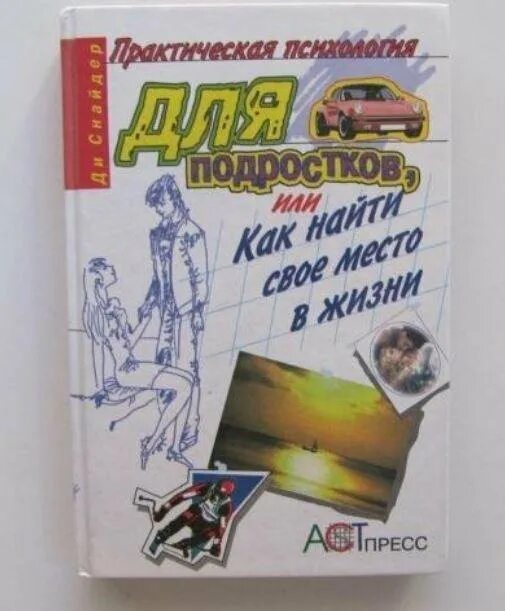 Ди Снайдер
Практическая психология
для
подростков,
или
Как найти
свое место
в жизни
АСТ ПРЕСС